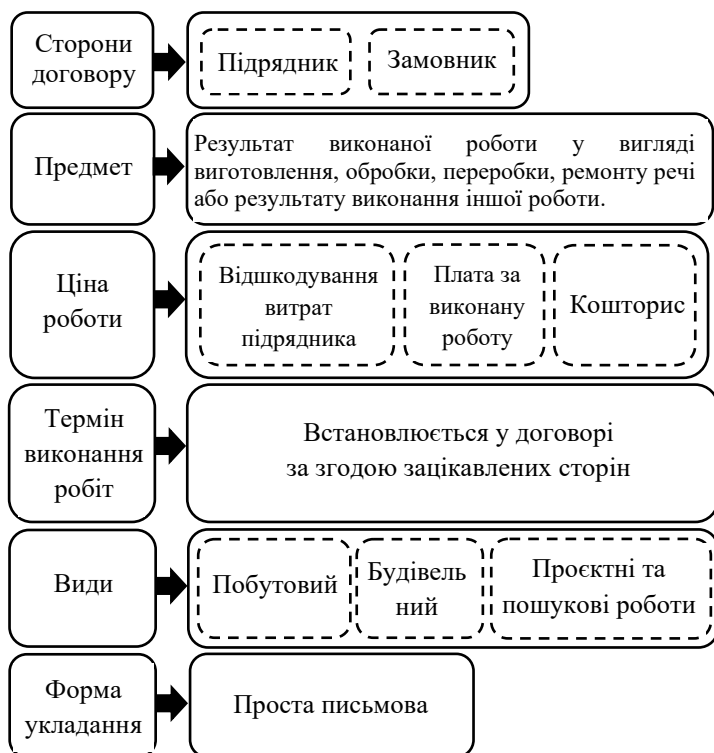 Сторони
договору
Підрядник
Замовник
Предмет
Результат виконаної роботи у вигляді
виготовлення, обробки, переробки, ремонту речі
або результату виконання іншої роботи.
Ціна
роботи
Відшкодування
витрат
підрядника
Плата за
виконану
роботу
Кошторис
Термін
виконання
робіт
Встановлюється у договорі
за згодою зацікавлених сторін
Види
Побутовий
Будівель
ний
Проєктні та
пошукові роботи
Форма
укладання
Проста письмова